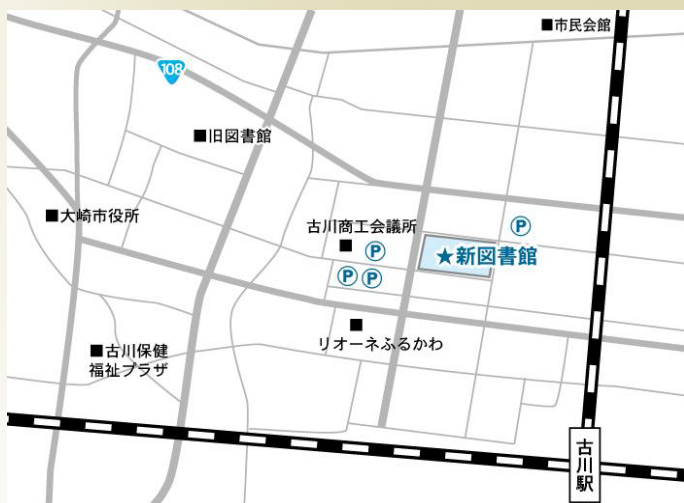 ■市民会館
108
■旧図書館
■大崎市役所
古川商工会議所
■
P
P
P P
★新図書館
■
リオーネふるかわ
■古川保健
福祉プラザ
古川駅